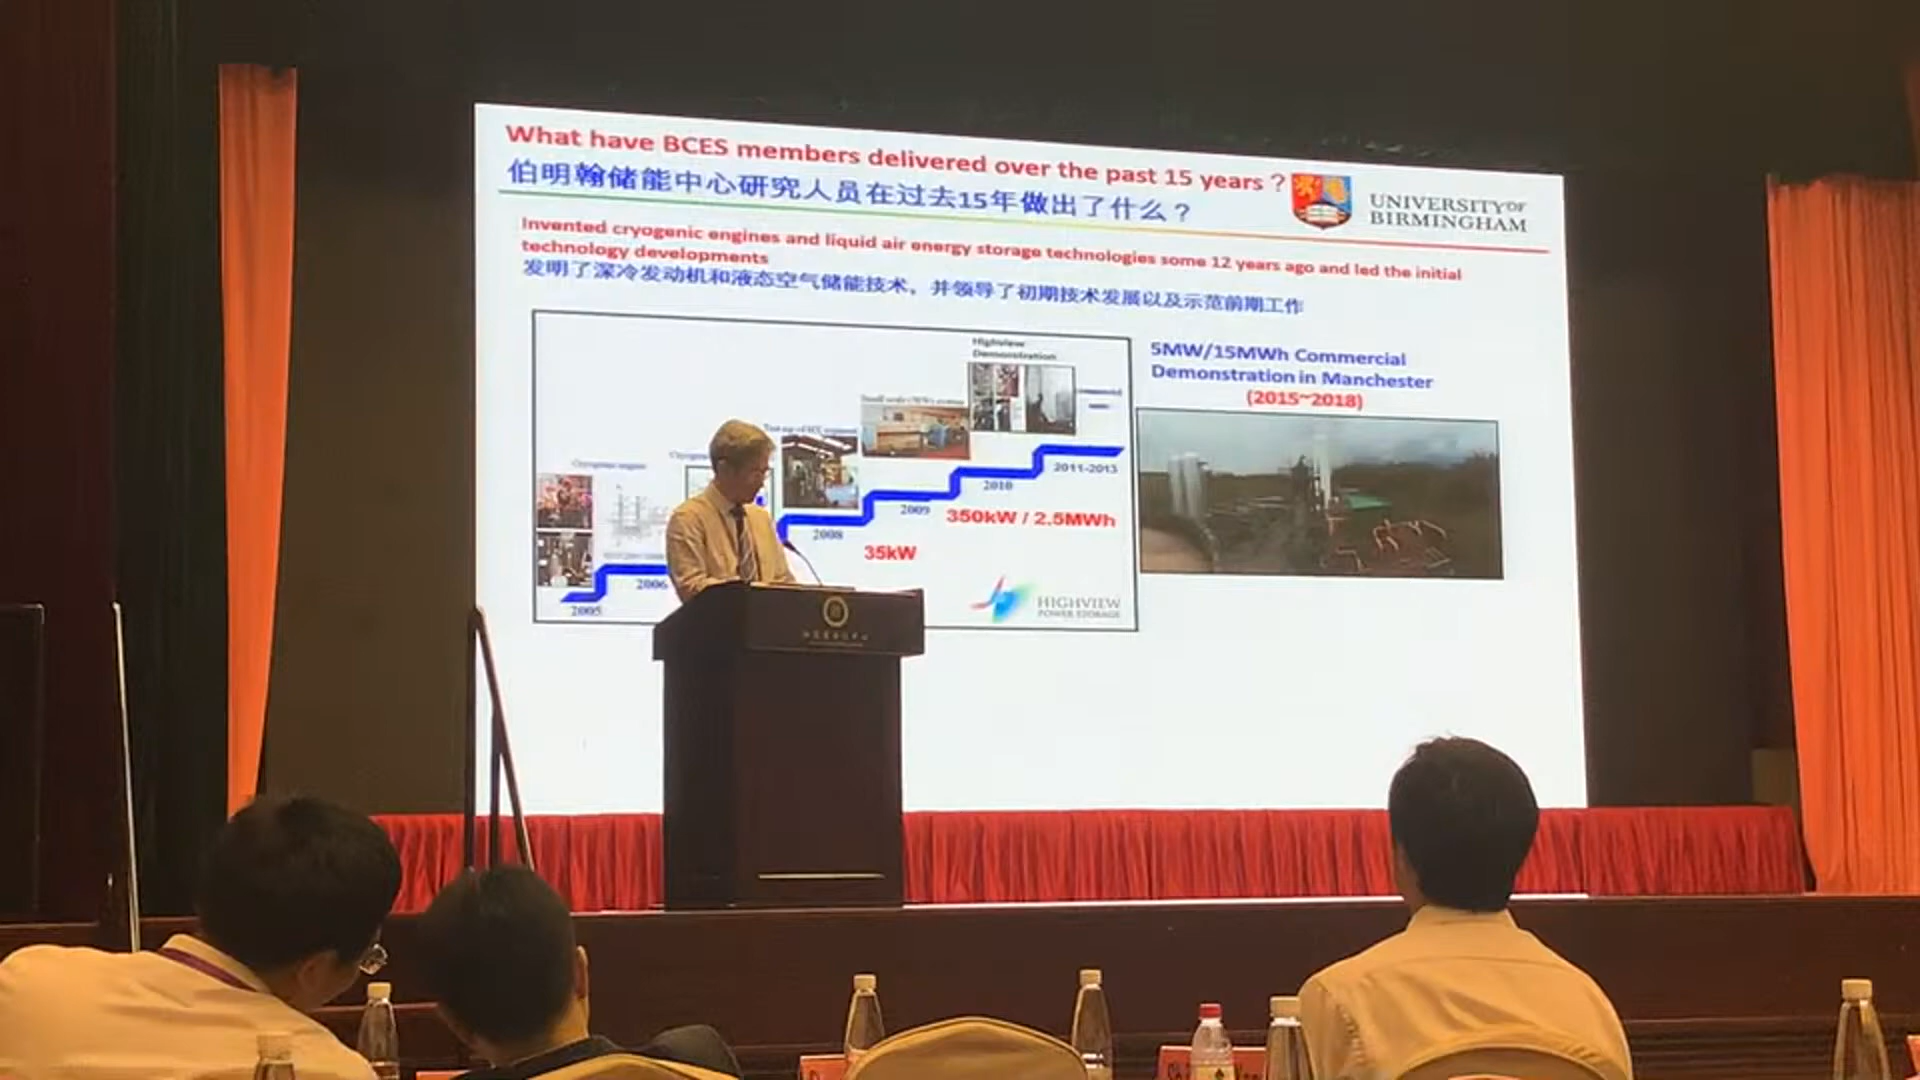 What have BCES members delivered over the past 15 years ?
伯明翰储能中心研究人员在过去15年做出了什么？
UNIVERSITY OF
BIRMINGHAM
Invented cryogenic engines and liquid air energy storage technologies some 12 years ago and led the initial
technology developments
发明了深冷发动机和液态空气储能技术，并领导了初期技术发展以及示范前期工作
Highview
Demonstration
Cryogenic engine
2005
2006
2008
2009
2010
2011-2013
35kW
350kW / 2.5MWh
HIGHVIEW
POWER STORAGE
5MW/15MWh Commercial
Demonstration in Manchester
(2015~2018)